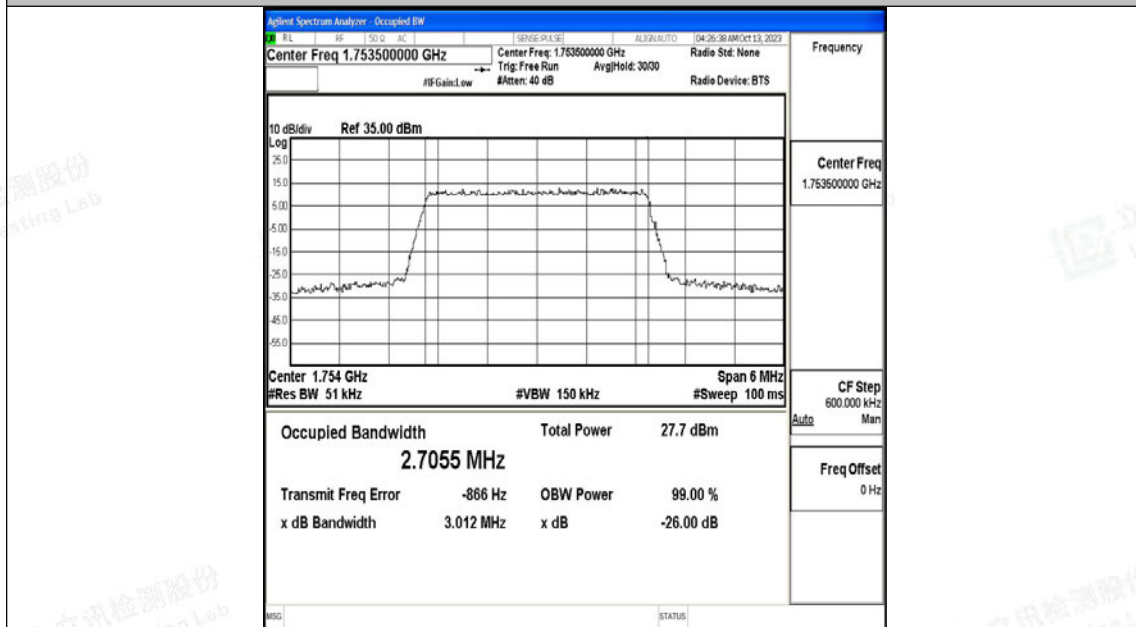 Agilent Spectrum Analyzer - Occupied BW
RL RF 50 Ω AC SENSE:PULSE ALIGNAUTO 04:26:38 AM Oct 13, 2023
Center Freq 1.753500000 GHz
Center Freq: 1.753500000 GHz Radio Std: None
Trig: Free Run Avg|Hold: 30/30
#IFGain:Low #Atten: 40 dB Radio Device: BTS
Frequency
10 dB/div Ref 35.00 dBm
Log
25.0
15.0
5.00
-5.00
-15.0
-25.0
-35.0
-45.0
-55.0
Center 1.754 GHz Span 6 MHz
#Res BW 51 kHz #VBW 150 kHz #Sweep 100 ms
Center Freq
1.753500000 GHz
CF Step
600.000 kHz
Auto Man
Freq Offset
0 Hz
Occupied Bandwidth Total Power 27.7 dBm
2.7055 MHz
Transmit Freq Error -866 Hz OBW Power 99.00 %
x dB Bandwidth 3.012 MHz x dB -26.00 dB
MSG STATUS
检测股份